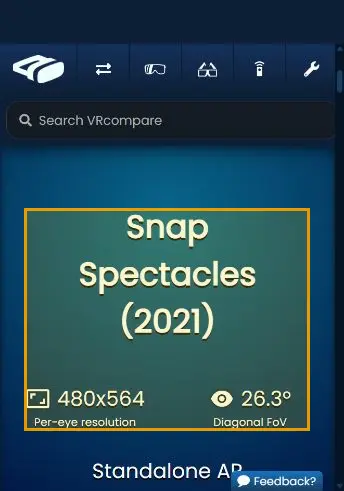 Search VRcompare
Snap
Spectacles
(2021)
480x564
26.3°
Per-eye resolution
Diagonal FoV
Standalone AR
Feedback?